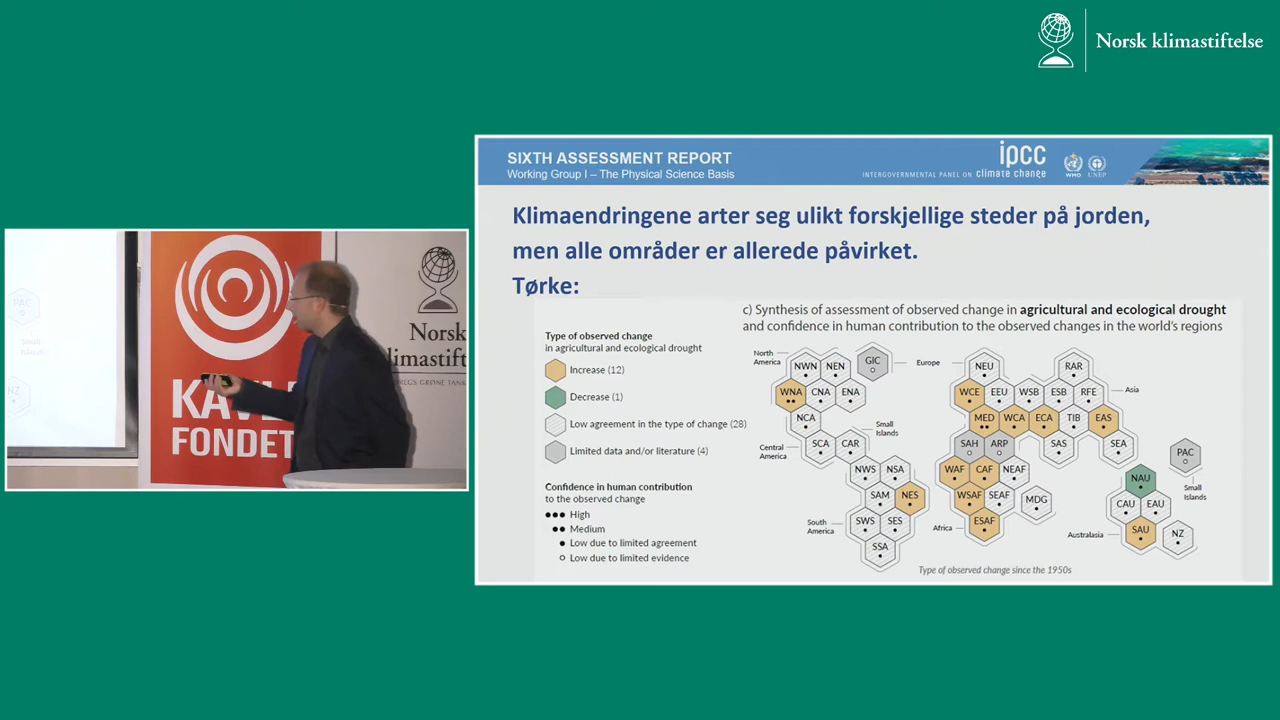 Norsk klimastiftelse
SIXTH ASSESSMENT REPORT
Working Group I – The Physical Science Basis
ipcc
INTERGOVERNMENTAL PANEL ON climate change
WMO
UNEP
Klimaendringene arter seg ulikt forskjellige steder på jorden,
men alle områder er allerede påvirket.
Tørke:
c) Synthesis of assessment of observed change in agricultural and ecological drought
and confidence in human contribution to the observed changes in the world's regions
Type of observed change
in agricultural and ecological drought
Increase (12)
Decrease (1)
Low agreement in the type of change (28)
Limited data and/or literature (4)
Confidence in human contribution
to the observed change
High
Medium
Low due to limited agreement
Low due to limited evidence
North
America
NWN NEN GIC
WNA CNA ENA
NCA
SCA CAR
Small
Islands
Central
America
NWS NSA
SAM NES
South
America
SWS SES
SSA
Europe
NEU RAR
WCE EEU WSB ESB RFE
Asia
MED WCA ECA TIB EAS
SAH ARP SAS SEA
WAF CAF NEAF
WSAF SEAF MDG
Africa
ESAF
PAC
Small
Islands
NAU
CAU EAU
Australasia
SAU NZ
Type of observed change since the 1950s
PAC
Small
NZ
KAVL
FONDET
Norsk
limastift